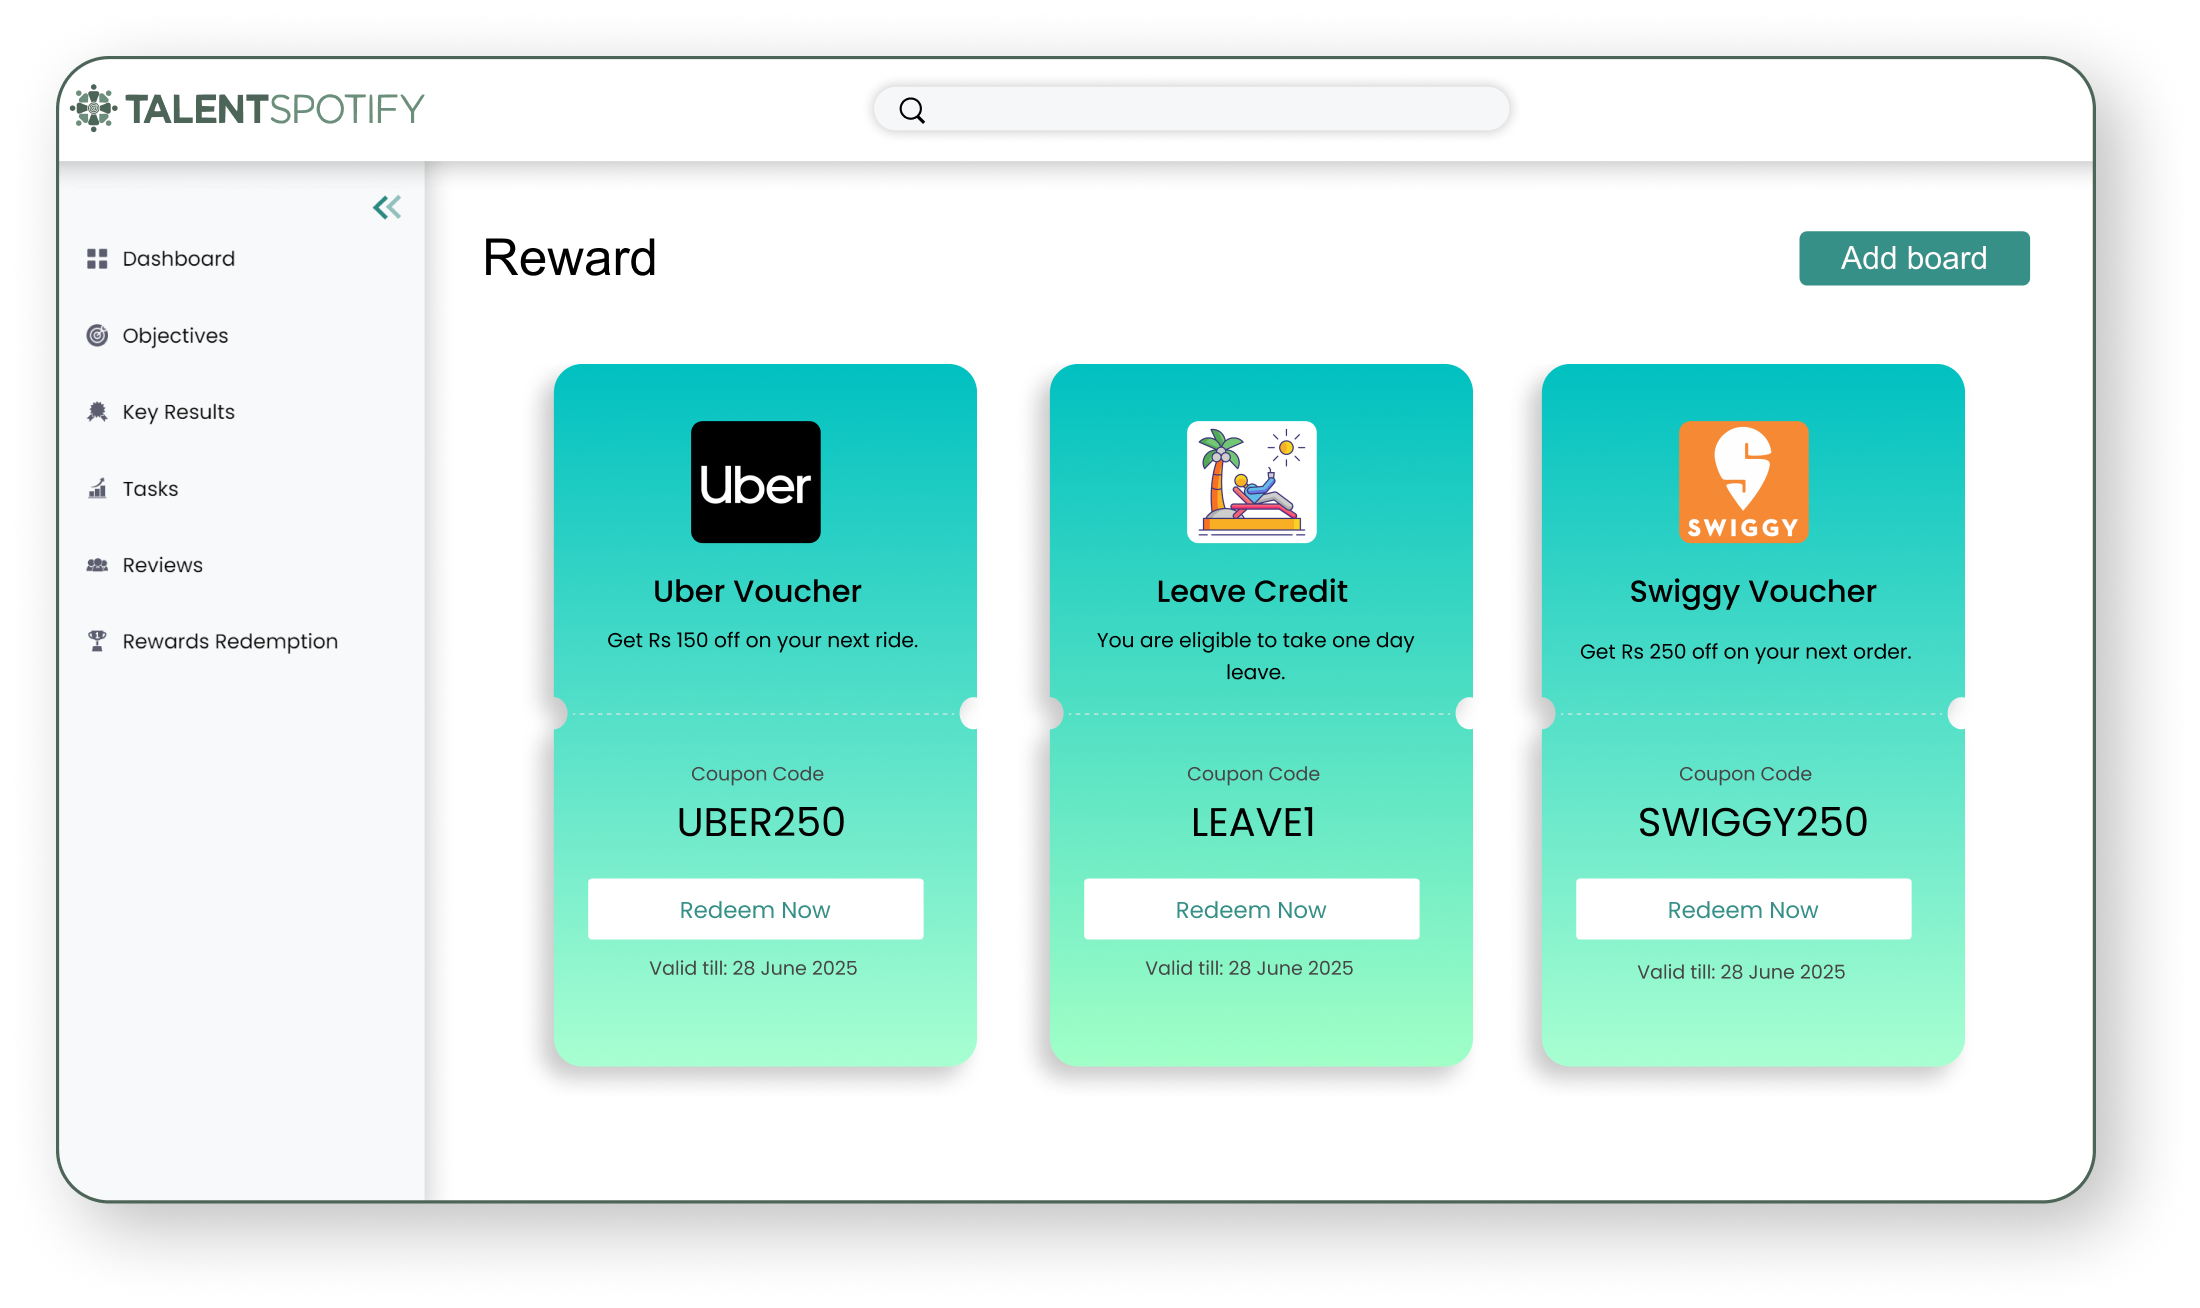 TALENTSPOTIFY
Dashboard
Objectives
Key Results
Tasks
Reviews
Rewards Redemption
Reward
Add board
Uber
Uber Voucher
Get Rs 150 off on your next ride.
Coupon Code
UBER250
Redeem Now
Valid till: 28 June 2025
Leave Credit
You are eligible to take one day
leave.
Coupon Code
LEAVE1
Redeem Now
Valid till: 28 June 2025
SWIGGY
Swiggy Voucher
Get Rs 250 off on your next order.
Coupon Code
SWIGGY250
Redeem Now
Valid till: 28 June 2025